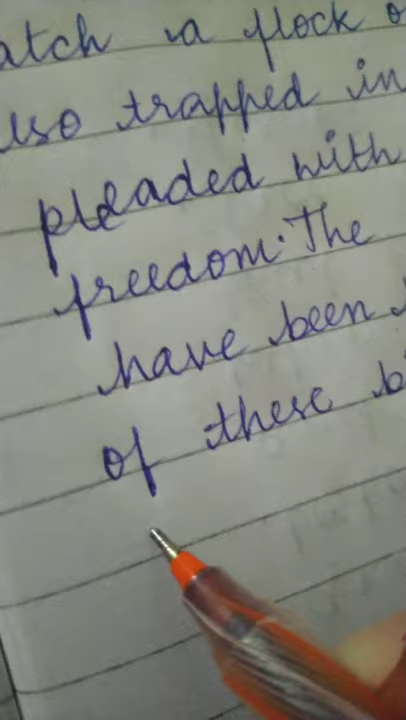 atch a flock
lso trapped in
pleaded with
freedom. The
have been
of these b